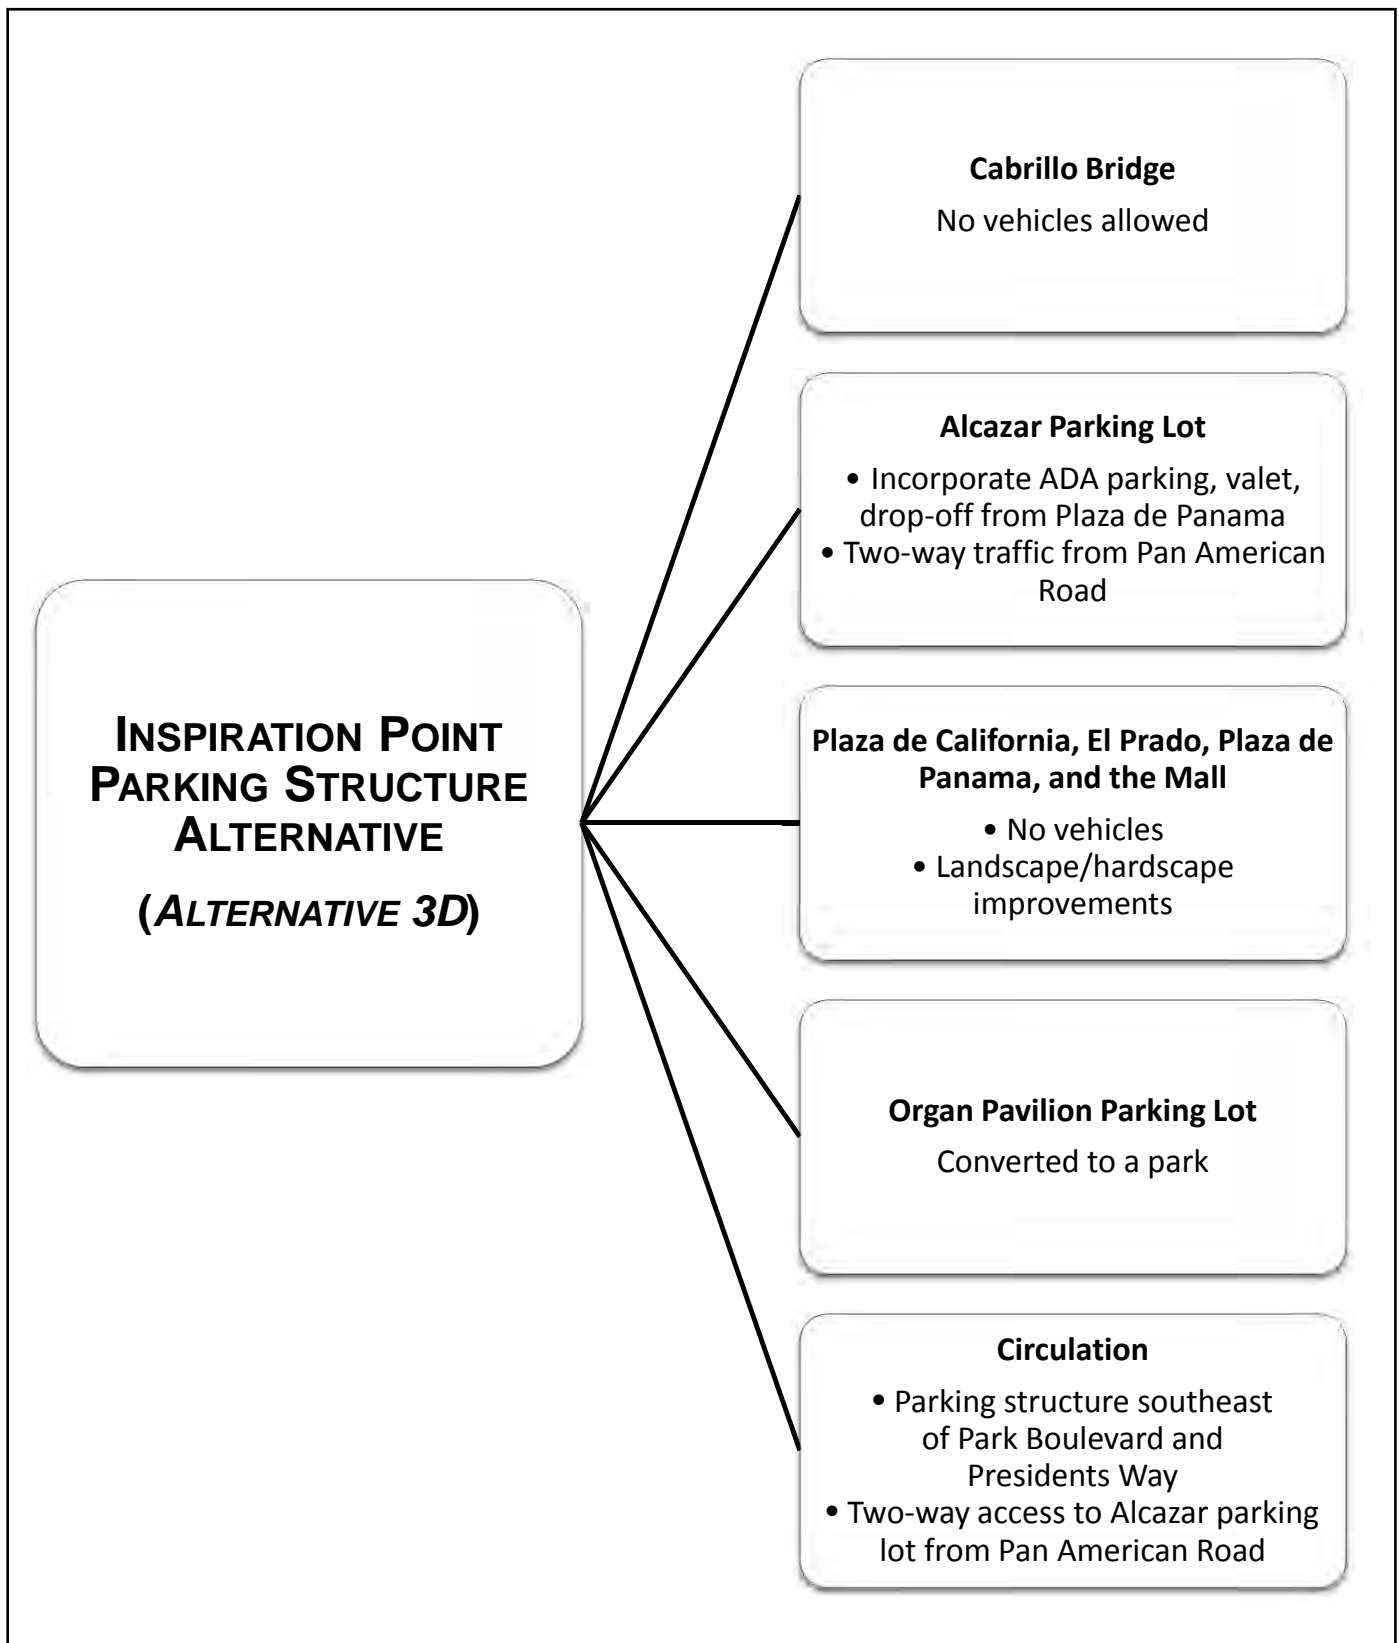 INSPIRATION POINT
PARKING STRUCTURE
ALTERNATIVE
(ALTERNATIVE 3D)
Cabrillo Bridge
No vehicles allowed
Alcazar Parking Lot
• Incorporate ADA parking, valet,
drop-off from Plaza de Panama
• Two-way traffic from Pan American
Road
Plaza de California, El Prado, Plaza de
Panama, and the Mall
• No vehicles
• Landscape/hardscape
improvements
Organ Pavilion Parking Lot
Converted to a park
Circulation
• Parking structure southeast
of Park Boulevard and
Presidents Way
• Two-way access to Alcazar parking
lot from Pan American Road